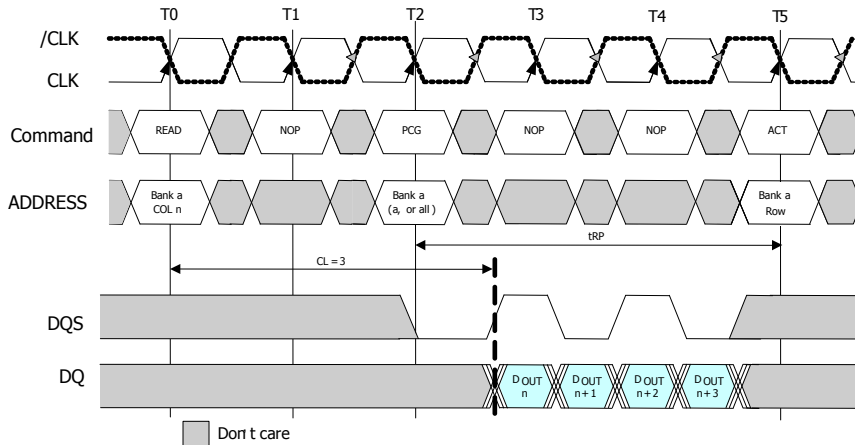 T0 T1 T2 T3 T4 T5
/CLK
CLK
Command READ NOP PCG NOP NOP ACT
ADDRESS Bank a COL n Bank a (a, or all ) Bank a Row
tRP
CL = 3
DQS
DQ DOUT n DOUT n + 1 DOUT n + 2 DOUT n + 3
Don't care